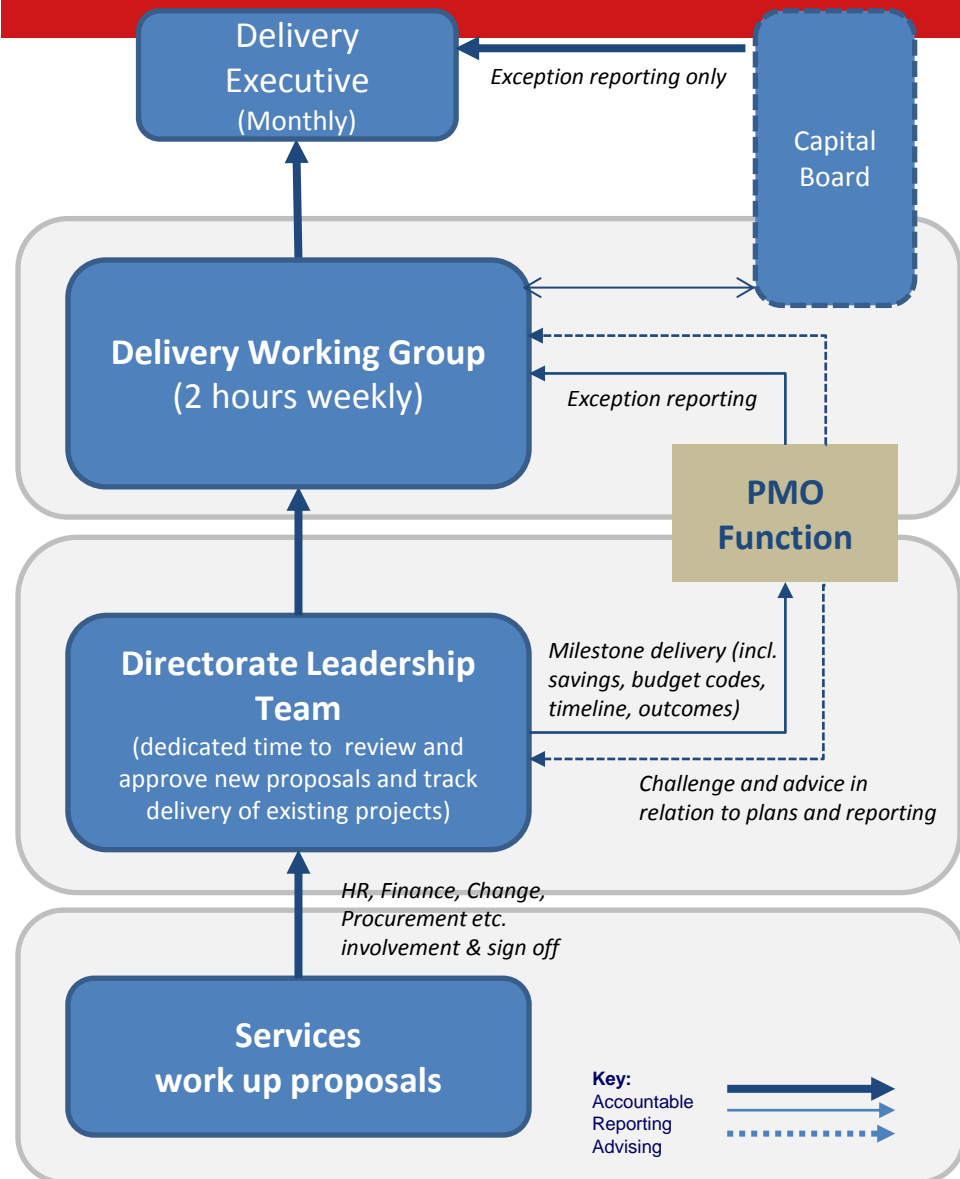 Delivery
Executive
(Monthly)
Exception reporting only
Capital
Board
Delivery Working Group
(2 hours weekly)
Exception reporting
PMO
Function
Directorate Leadership
Team
(dedicated time to review and
approve new proposals and track
delivery of existing projects)
Milestone delivery (incl.
savings, budget codes,
timeline, outcomes)
Challenge and advice in
relation to plans and reporting
HR, Finance, Change,
Procurement etc.
involvement & sign off
Services
work up proposals
Key:
Accountable
Reporting
Advising